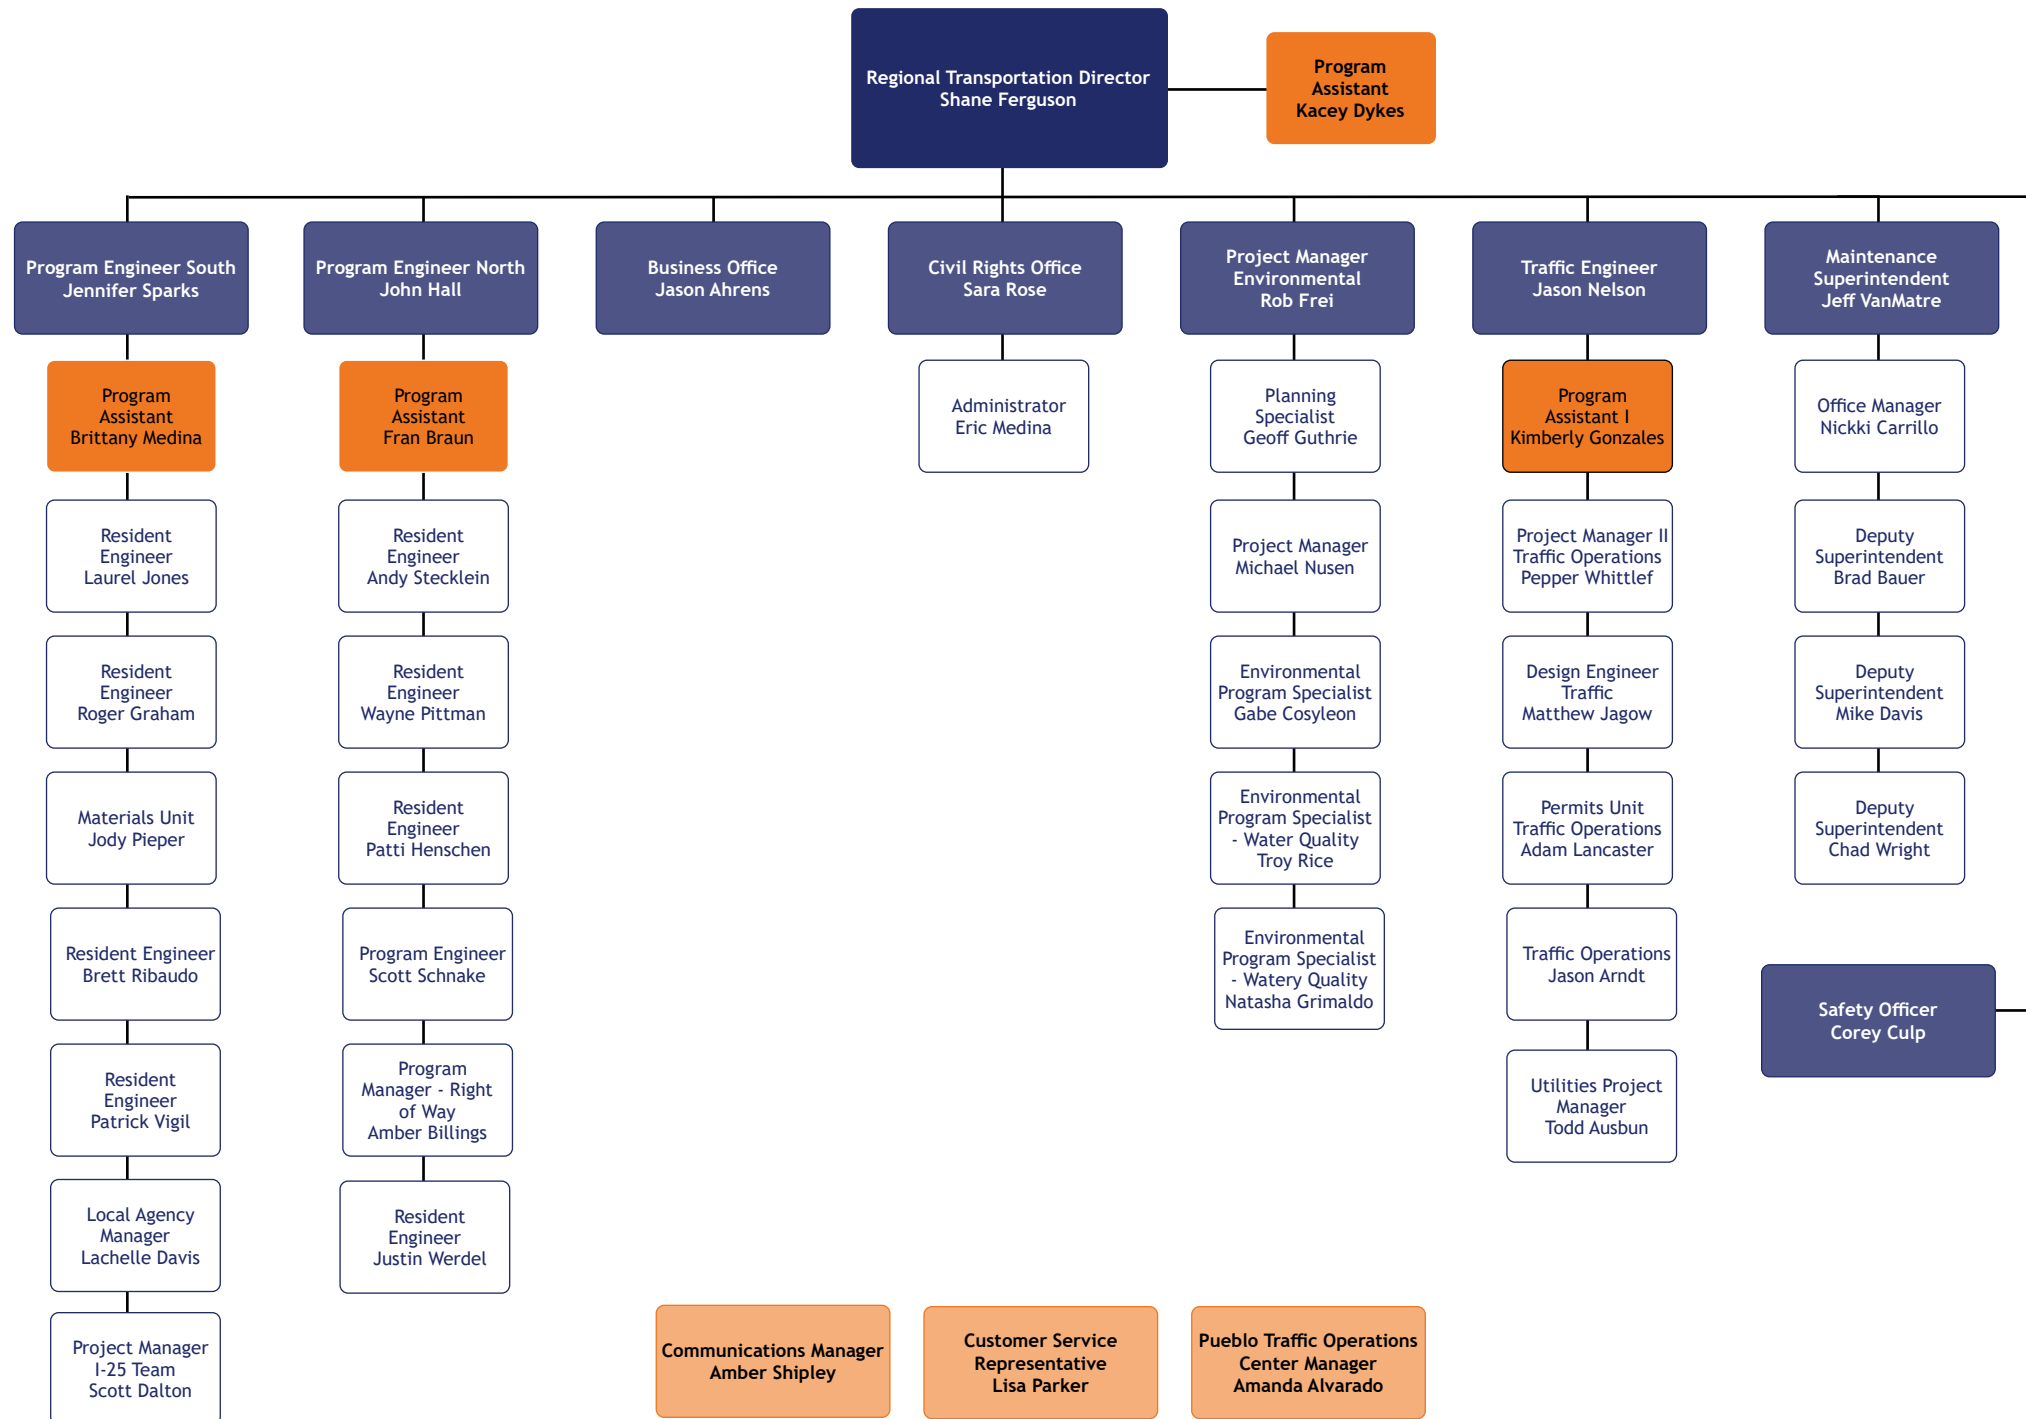 Regional Transportation Director
Shane Ferguson
Program
Assistant
Kacey Dykes
Program Engineer South
Jennifer Sparks
Program Engineer North
John Hall
Business Office
Jason Ahrens
Civil Rights Office
Sara Rose
Project Manager
Environmental
Rob Frei
Traffic Engineer
Jason Nelson
Maintenance
Superintendent
Jeff VanMatre
Program
Assistant
Brittany Medina
Resident
Engineer
Laurel Jones
Resident
Engineer
Roger Graham
Materials Unit
Jody Pieper
Resident Engineer
Brett Ribaudo
Resident
Engineer
Patrick Vigil
Local Agency
Manager
Lachelle Davis
Project Manager
I-25 Team
Scott Dalton
Program
Assistant
Fran Braun
Resident
Engineer
Andy Stecklein
Resident
Engineer
Wayne Pittman
Resident
Engineer
Patti Henschen
Program Engineer
Scott Schnake
Program
Manager - Right
of Way
Amber Billings
Resident
Engineer
Justin Werdel
Administrator
Eric Medina
Planning
Specialist
Geoff Guthrie
Project Manager
Michael Nusen
Environmental
Program Specialist
Gabe Cosyleon
Environmental
Program Specialist
- Water Quality
Troy Rice
Environmental
Program Specialist
- Watery Quality
Natasha Grimaldo
Program
Assistant I
Kimberly Gonzales
Project Manager II
Traffic Operations
Pepper Whittlef
Design Engineer
Traffic
Matthew Jagow
Permits Unit
Traffic Operations
Adam Lancaster
Traffic Operations
Jason Arndt
Utilities Project
Manager
Todd Ausbun
Office Manager
Nickki Carrillo
Deputy
Superintendent
Brad Bauer
Deputy
Superintendent
Mike Davis
Deputy
Superintendent
Chad Wright
Safety Officer
Corey Culp
Communications Manager
Amber Shipley
Customer Service
Representative
Lisa Parker
Pueblo Traffic Operations
Center Manager
Amanda Alvarado